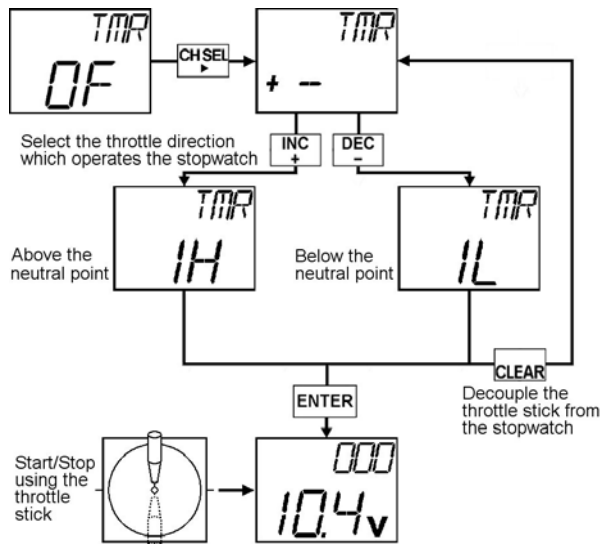 TMR
OF
CH SEL
TMR
+ --
Select the throttle direction
which operates the stopwatch
INC
+
DEC
–
TMR
1H
Above the
neutral point
TMR
1L
Below the
neutral point
CLEAR
Decouple the
throttle stick from
the stopwatch
ENTER
Start/Stop
using the
throttle
stick
000
10.4v